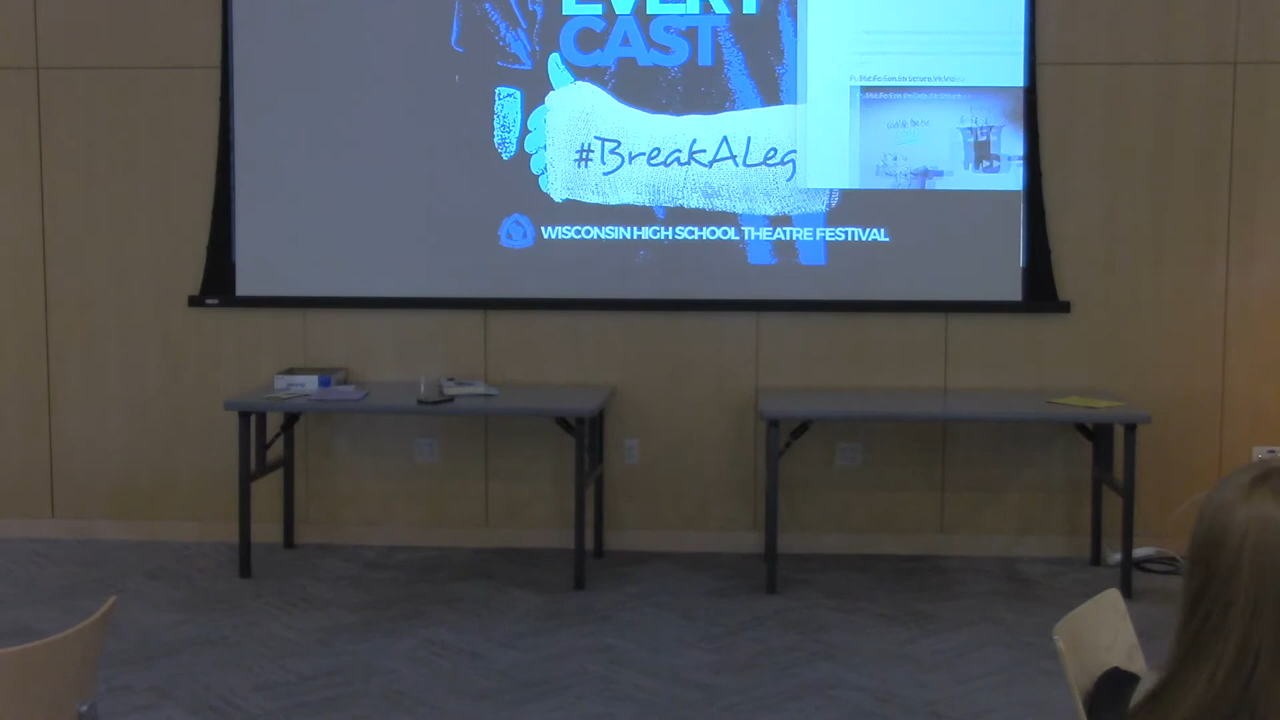 EVERY
CAST
#BreakALeg
WISCONSIN HIGH SCHOOL THEATRE FESTIVAL